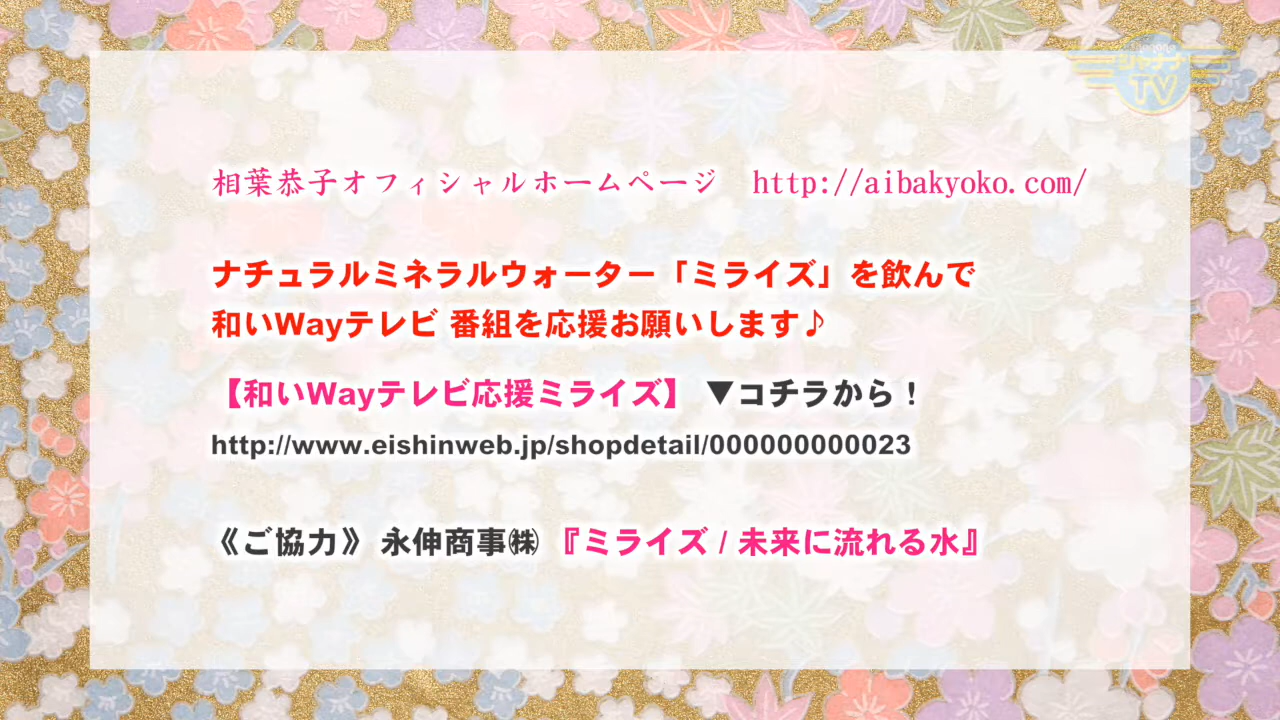 シャナナ
TV
相葉恭子オフィシャルホームページ http://aibakyoko.com/
ナチュラルミネラルウォーター「ミライズ」を飲んで
和いWayテレビ 番組を応援お願いします♪
【和いWayテレビ応援ミライズ】 ▼コチラから！
http://www.eishinweb.jp/shopdetail/000000000023
《ご協力》 永伸商事㈱ 『ミライズ / 未来に流れる水』